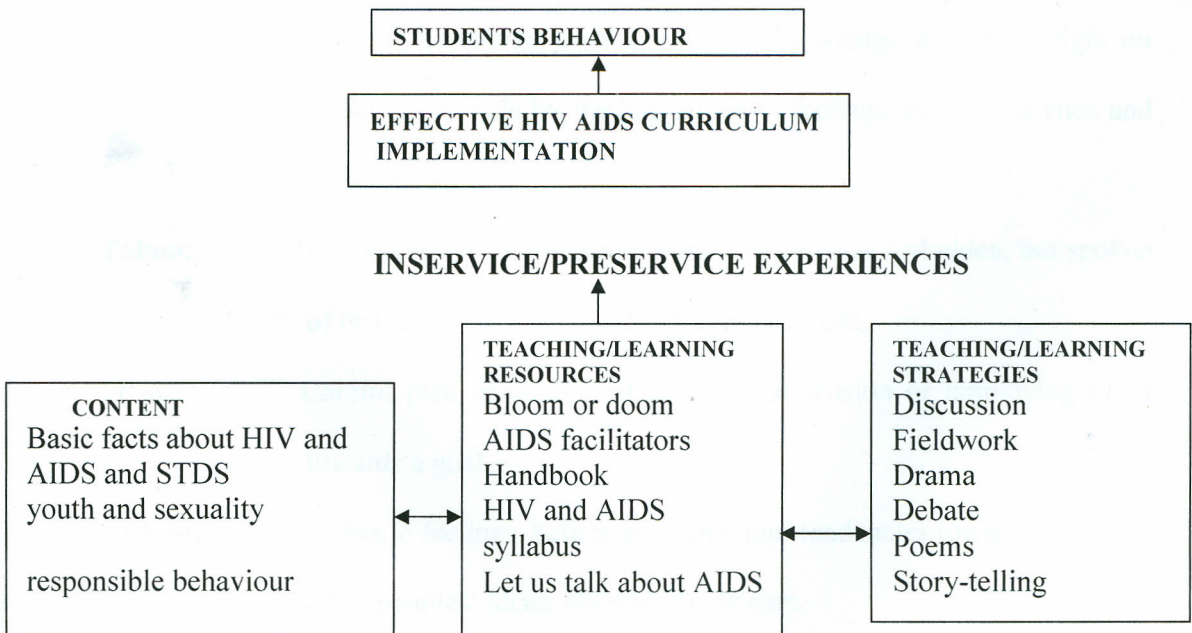 STUDENTS BEHAVIOUR
EFFECTIVE HIV AIDS CURRICULUM
IMPLEMENTATION
INSERVICE/PRESERVICE EXPERIENCES
CONTENT
Basic facts about HIV and
AIDS and STDS
youth and sexuality
responsible behaviour
TEACHING/LEARNING
RESOURCES
Bloom or doom
AIDS facilitators
Handbook
HIV and AIDS
syllabus
Let us talk about AIDS
TEACHING/LEARNING
STRATEGIES
Discussion
Fieldwork
Drama
Debate
Poems
Story-telling